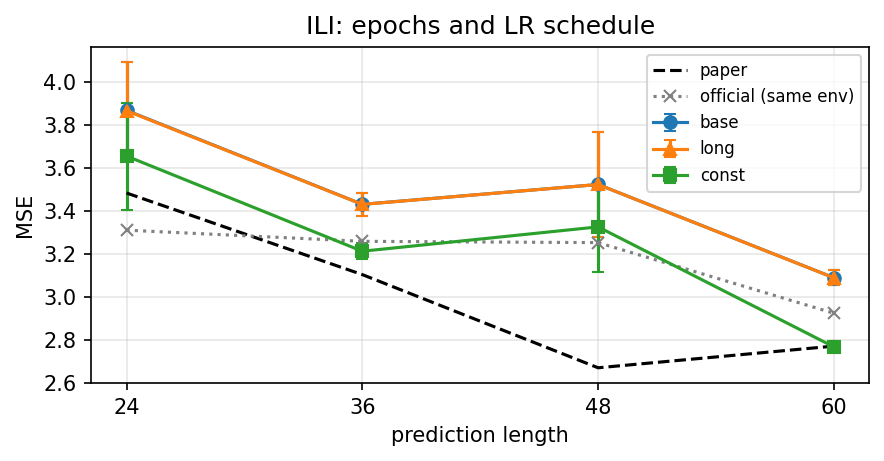 ILI: epochs and LR schedule
MSE
4.0
3.8
3.6
3.4
3.2
3.0
2.8
2.6
24
36
48
60
prediction length
paper
official (same env)
base
long
const